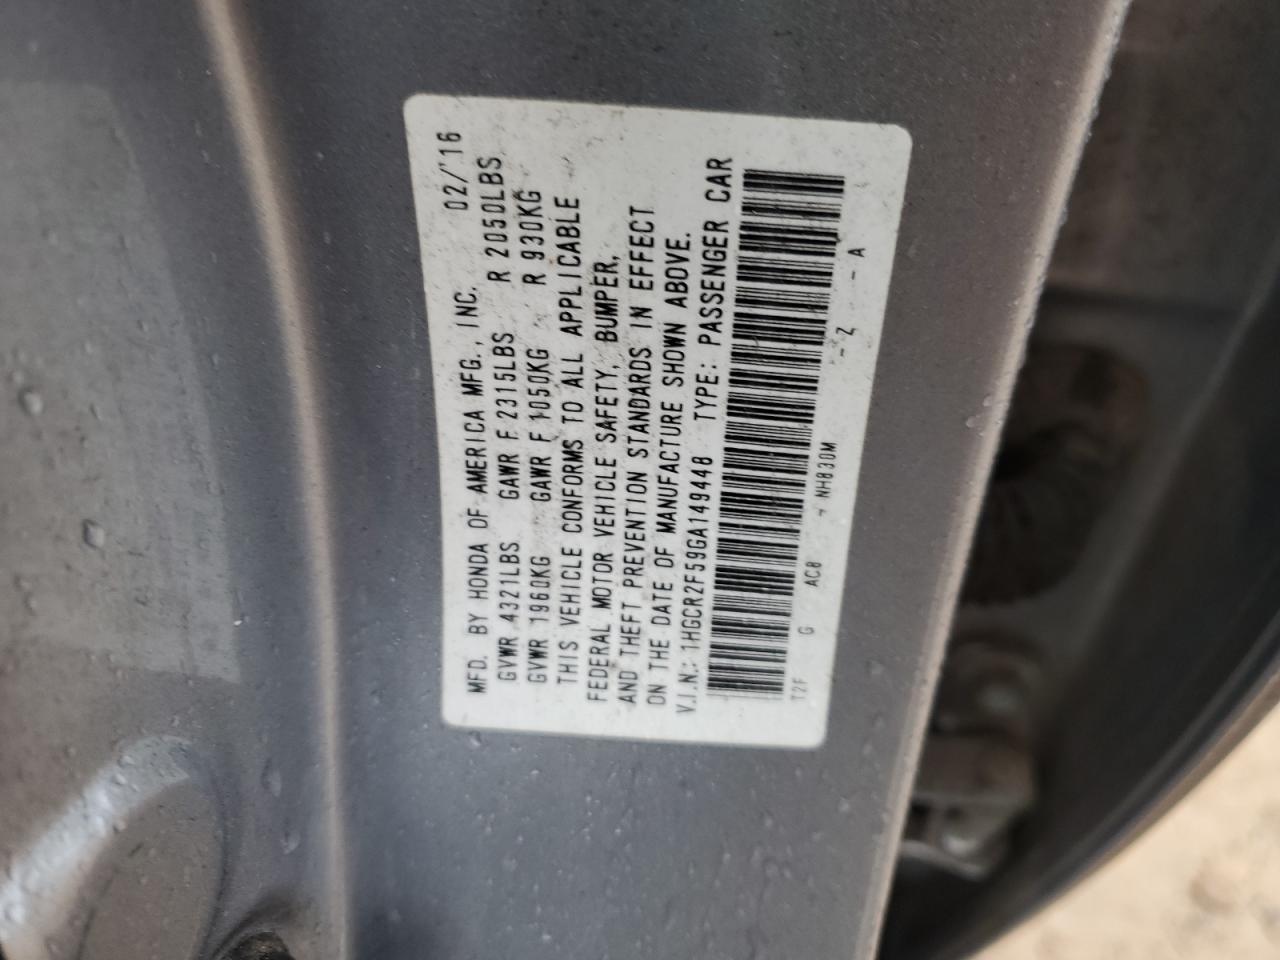 MFD. BY HONDA OF AMERICA MFG., INC. 02/'16
GVWR 4321LBS GAWR F 2315LBS R 2050LBS
GVWR 1960KG GAWR F 1050KG R 930KG
THIS VEHICLE CONFORMS TO ALL APPLICABLE
FEDERAL MOTOR VEHICLE SAFETY, BUMPER,
AND THEFT PREVENTION STANDARDS IN EFFECT
ON THE DATE OF MANUFACTURE SHOWN ABOVE.
V.I.N.: 1HGCR2F59GA149448 TYPE: PASSENGER CAR
T2F G AC8 - NH830M - Z - - A